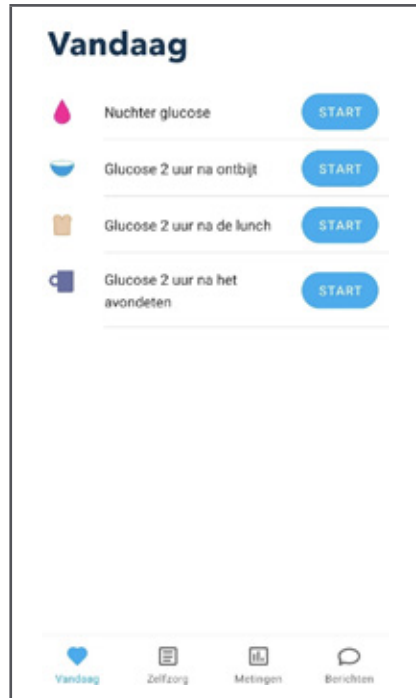 Vandaag
Nuchter glucose START
Glucose 2 uur na ontbijt START
Glucose 2 uur na de lunch START
Glucose 2 uur na het
avondeten START
Vandaag Zelfzorg Metingen Berichten